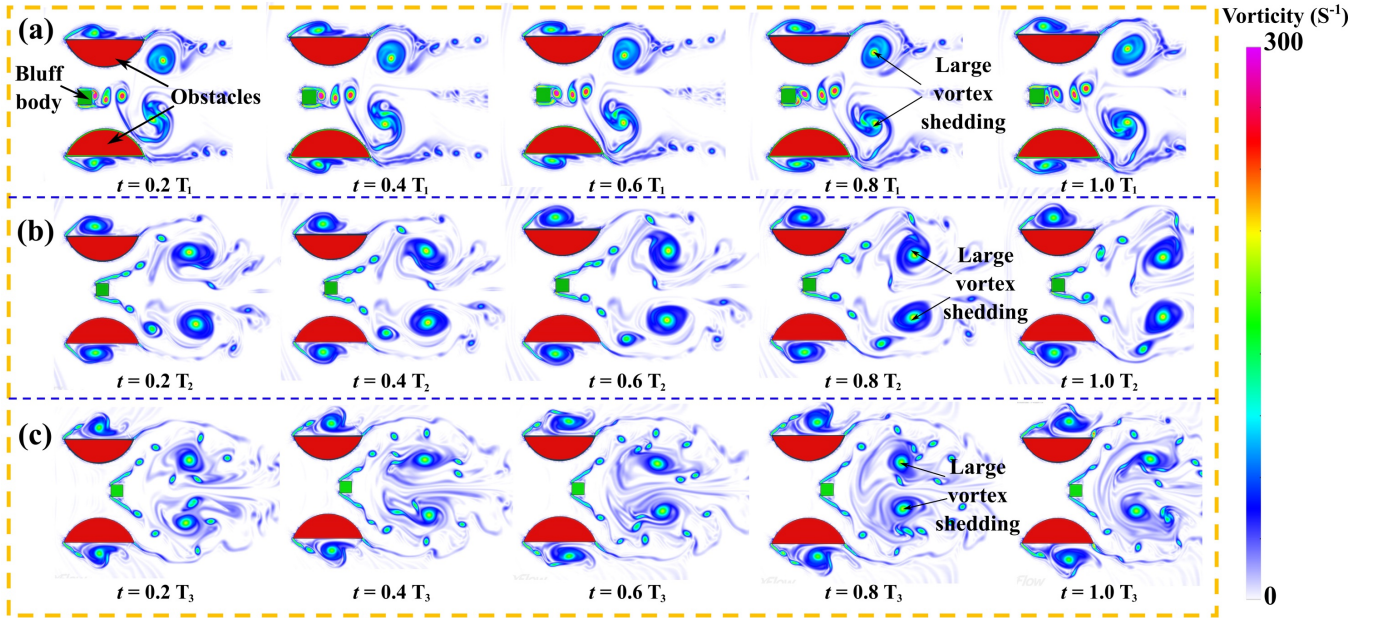 Vorticity (S⁻¹)
300
(a)
Bluff
body
Obstacles
Large
vortex
shedding
t = 0.2 T₁
t = 0.4 T₁
t = 0.6 T₁
t = 0.8 T₁
t = 1.0 T₁
(b)
Large
vortex
shedding
t = 0.2 T₂
t = 0.4 T₂
t = 0.6 T₂
t = 0.8 T₂
t = 1.0 T₂
(c)
Large
vortex
shedding
Flow
t = 0.2 T₃
t = 0.4 T₃
t = 0.6 T₃
t = 0.8 T₃
t = 1.0 T₃
0